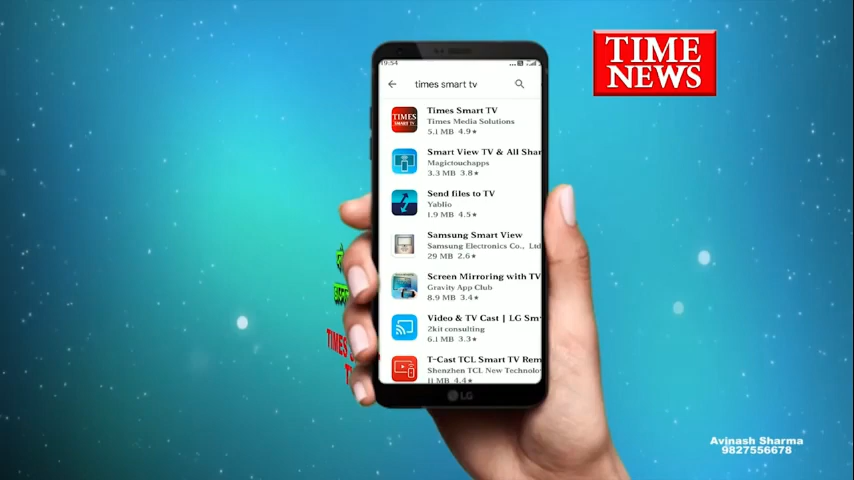 TIME
NEWS
19:54
times smart tv
TIMES
SMART TV
Times Smart TV
Times Media Solutions
5.1 MB 4.9★
Smart View TV & All Shar
Magictouchapps
3.3 MB 3.8★
Send files to TV
Yablio
1.9 MB 4.5★
Samsung Smart View
Samsung Electronics Co., Ltd
29 MB 2.6★
Screen Mirroring with TV
Gravity App Club
8.9 MB 3.4★
Video & TV Cast | LG Sm
2kit consulting
6.1 MB 3.3★
T-Cast TCL Smart TV Rem
Shenzhen TCL New Technolo
11 MB 4.4★
TIMES
LG
Avinash Sharma
9827556678